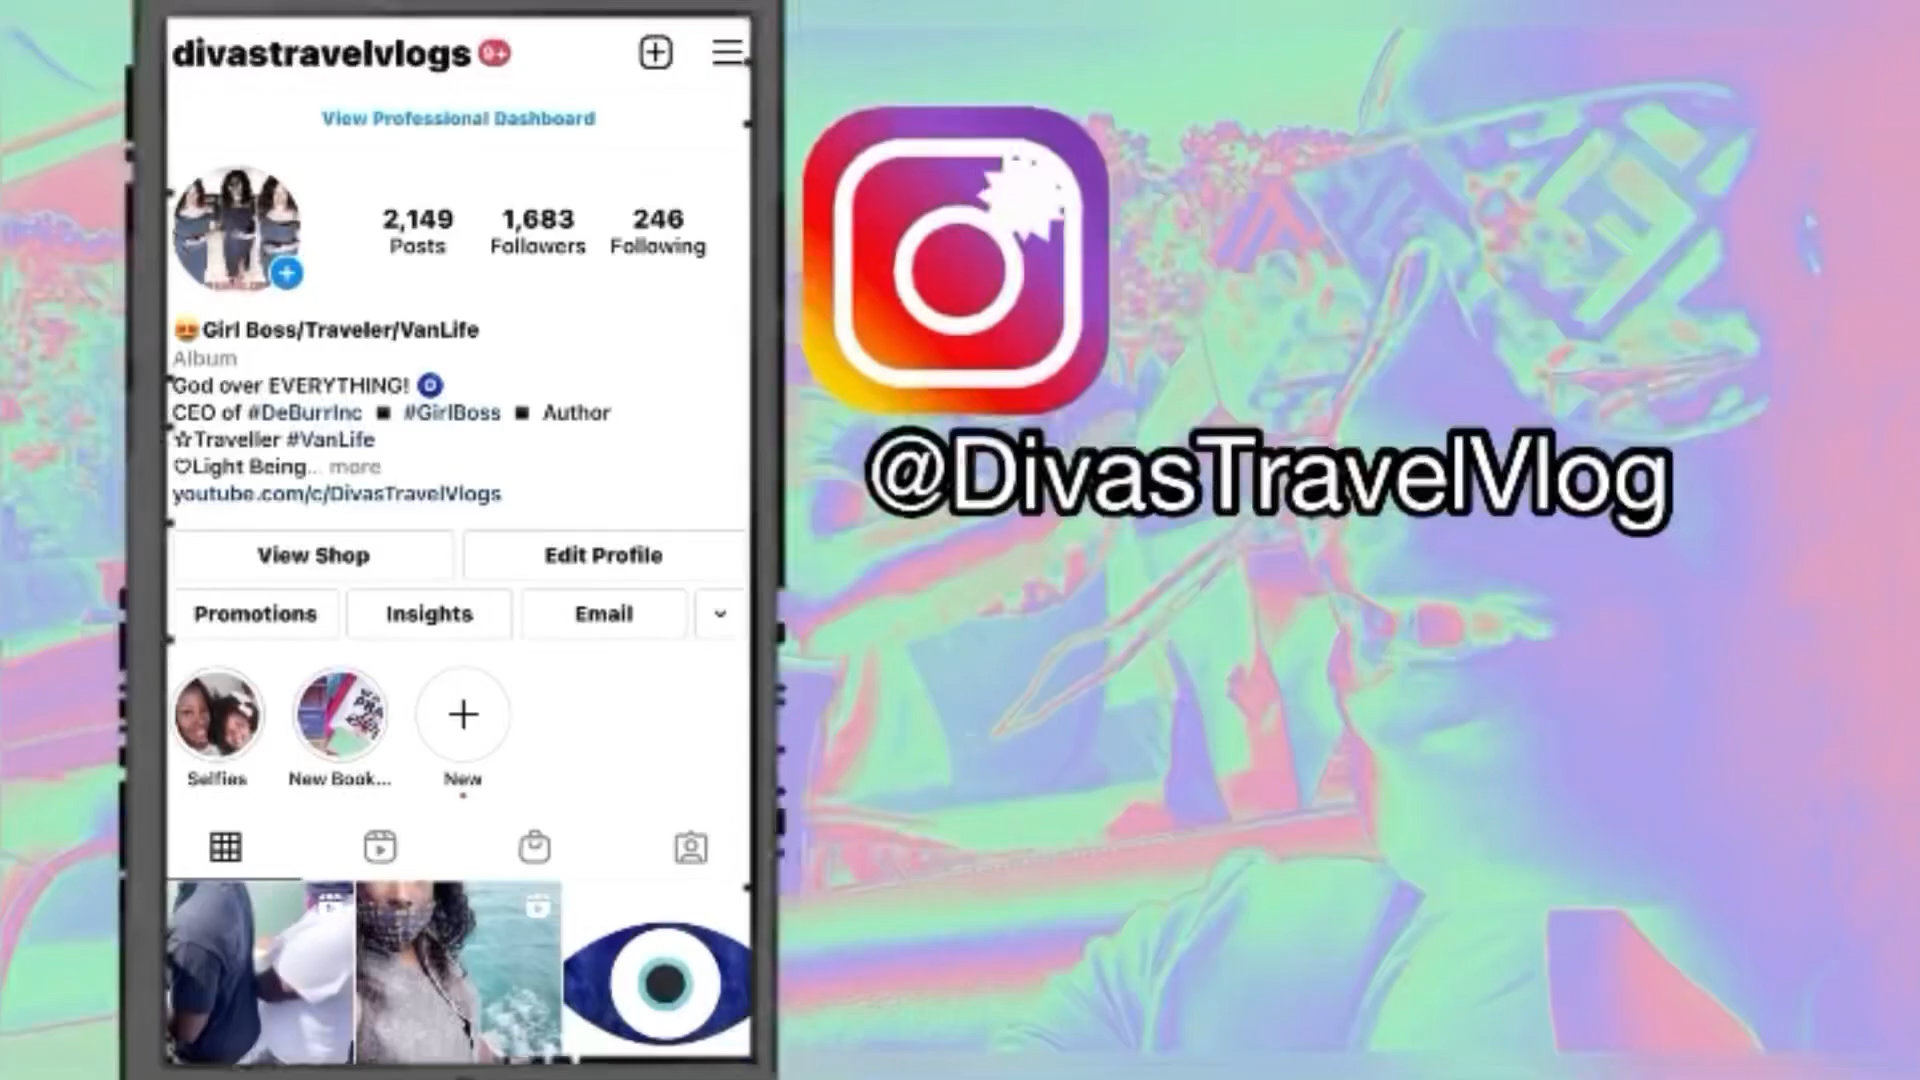 divastravelvlogs 9+
View Professional Dashboard
2,149 1,683 246
Posts Followers Following
Girl Boss/Traveler/VanLife
Album
God over EVERYTHING!
CEO of #DeBurrInc ◾ #GirlBoss ◾ Author
☆Traveller #VanLife
♡Light Being... more
youtube.com/c/DivasTravelVlogs
View Shop Edit Profile
Promotions Insights Email
Selfies New Book... New
@DivasTravelVlog